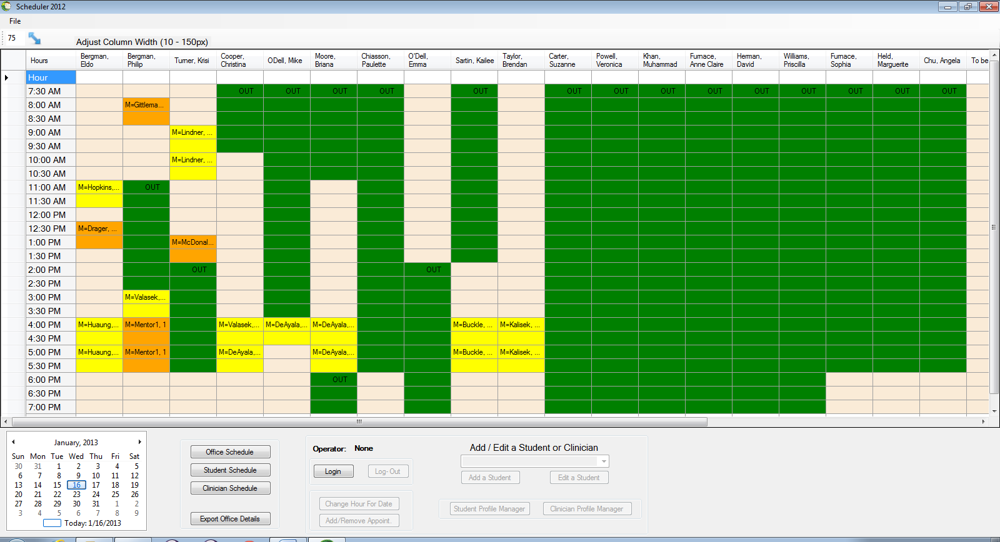 Scheduler 2012
File
75
Adjust Column Width (10 - 150px)
Hours Bergman, Eldo Bergman, Philip Turner, Krisi Cooper, Christina ODell, Mike Moore, Briana Chiasson, Paulette O'Dell, Emma Sartin, Kailee Taylor, Brendan Carter, Suzanne Powell, Veronica Khan, Muhammad Furnace, Anne Claire Herman, David Williams, Priscilla Furnace, Sophia Held, Marguerite Chu, Angela To be
Hour
7:30 AM OUT OUT OUT OUT OUT OUT OUT OUT OUT OUT OUT OUT OUT OUT
8:00 AM M=Gittlema...
8:30 AM
9:00 AM M=Lindner, ...
9:30 AM
10:00 AM M=Lindner, ...
10:30 AM
11:00 AM M=Hopkins,... OUT
11:30 AM
12:00 PM
12:30 PM M=Drager, ...
1:00 PM M=McDonal...
1:30 PM
2:00 PM OUT OUT
2:30 PM
3:00 PM M=Valasek,...
3:30 PM
4:00 PM M=Huaung,... M=Mentor1, 1 M=Valasek,... M=DeAyala,... M=DeAyala,... M=Buckle, ... M=Kalisek, ...
4:30 PM
5:00 PM M=Huaung,... M=Mentor1, 1 M=DeAyala,... M=DeAyala,... M=Buckle, ... M=Kalisek, ...
5:30 PM
6:00 PM OUT
6:30 PM
7:00 PM
January, 2013
Sun Mon Tue Wed Thu Fri Sat
30 31 1 2 3 4 5
6 7 8 9 10 11 12
13 14 15 16 17 18 19
20 21 22 23 24 25 26
27 28 29 30 31 1 2
3 4 5 6 7 8 9
Today: 1/16/2013
Office Schedule
Student Schedule
Clinician Schedule
Export Office Details
Operator: None
Login Log- Out
Change Hour For Date
Add/Remove Appoint.
Add / Edit a Student or Clinician
Add a Student Edit a Student
Student Profile Manager Clinician Profile Manager